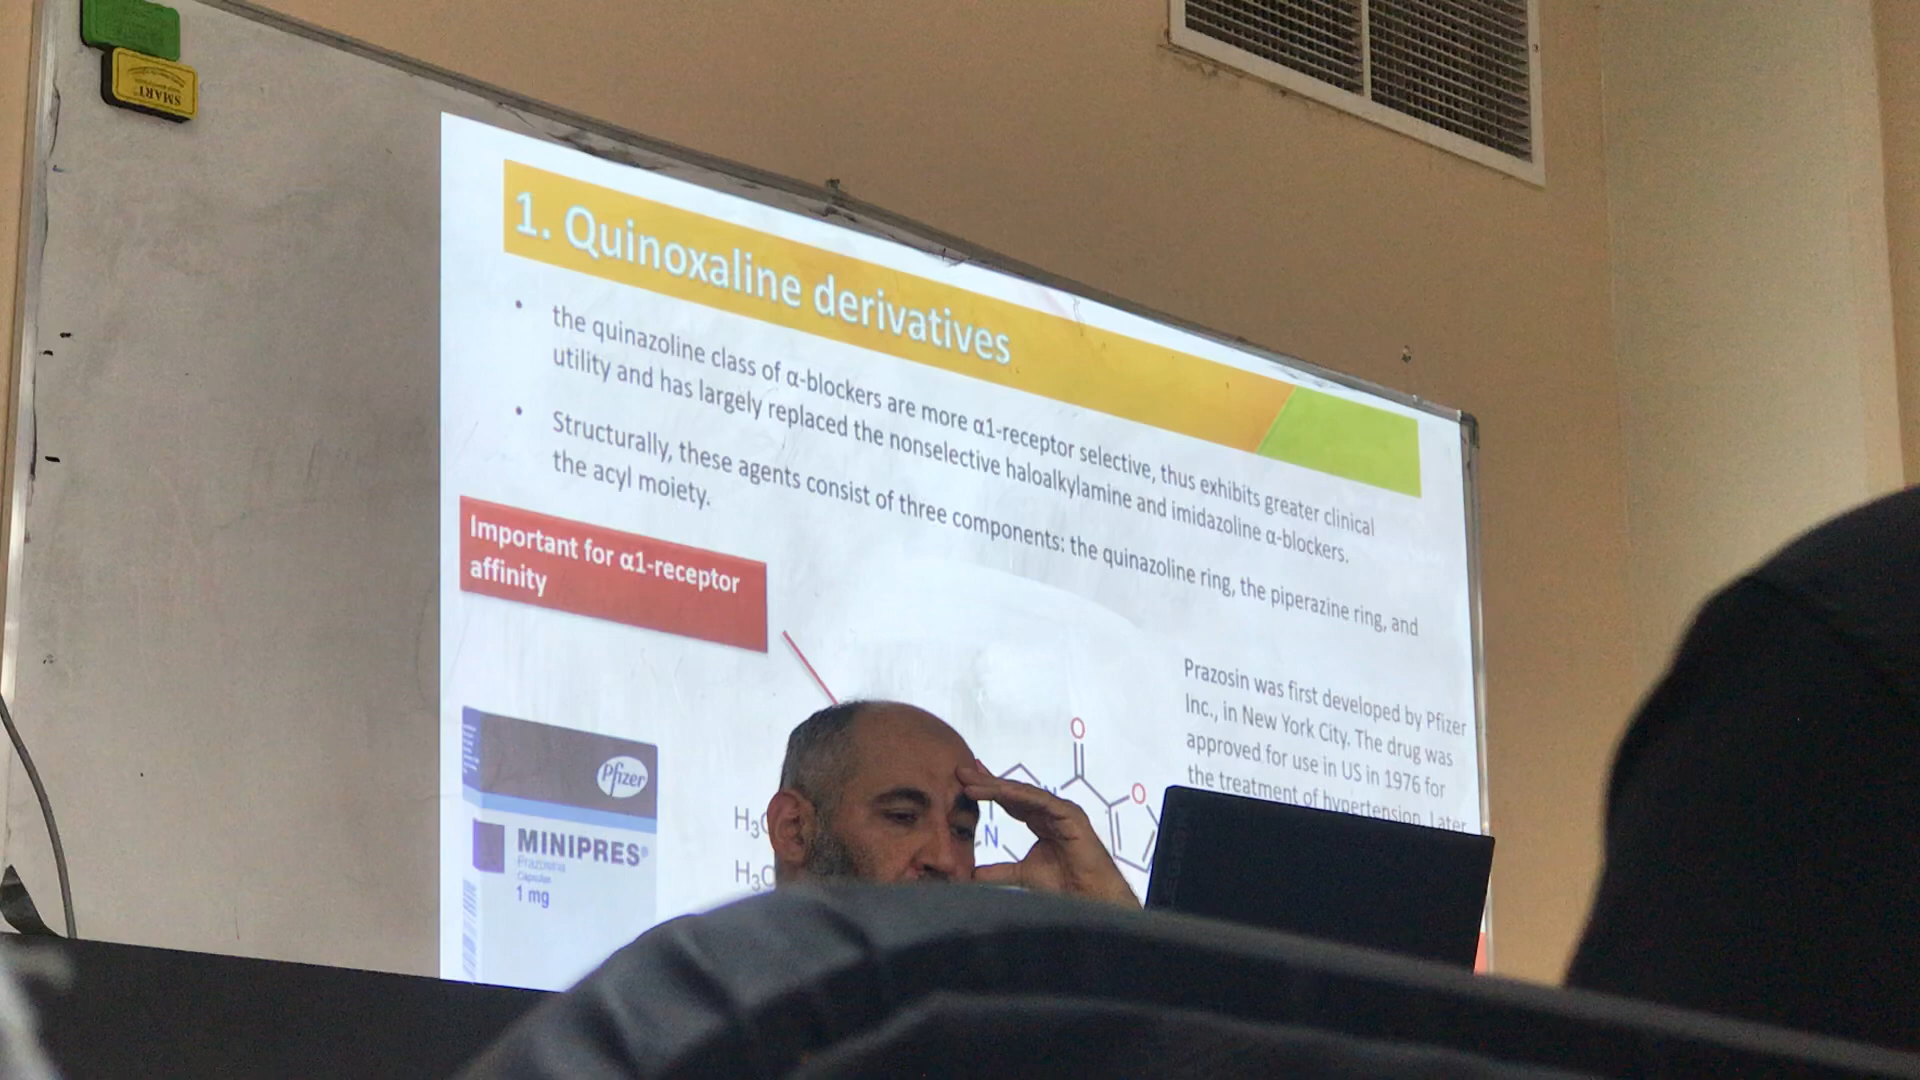 SMART
1. Quinoxaline derivatives
• the quinazoline class of α-blockers are more α1-receptor selective, thus exhibits greater clinical
utility and has largely replaced the nonselective haloalkylamine and imidazoline α-blockers.
• Structurally, these agents consist of three components: the quinazoline ring, the piperazine ring, and
the acyl moiety.
Important for α1-receptor
affinity
Prazosin was first developed by Pfizer
Inc., in New York City. The drug was
approved for use in US in 1976 for
the treatment of hypertension. Later
Pfizer
MINIPRES®
Prazosina
Cápsulas
1 mg
O
O
N
N
H₃C
H₃C